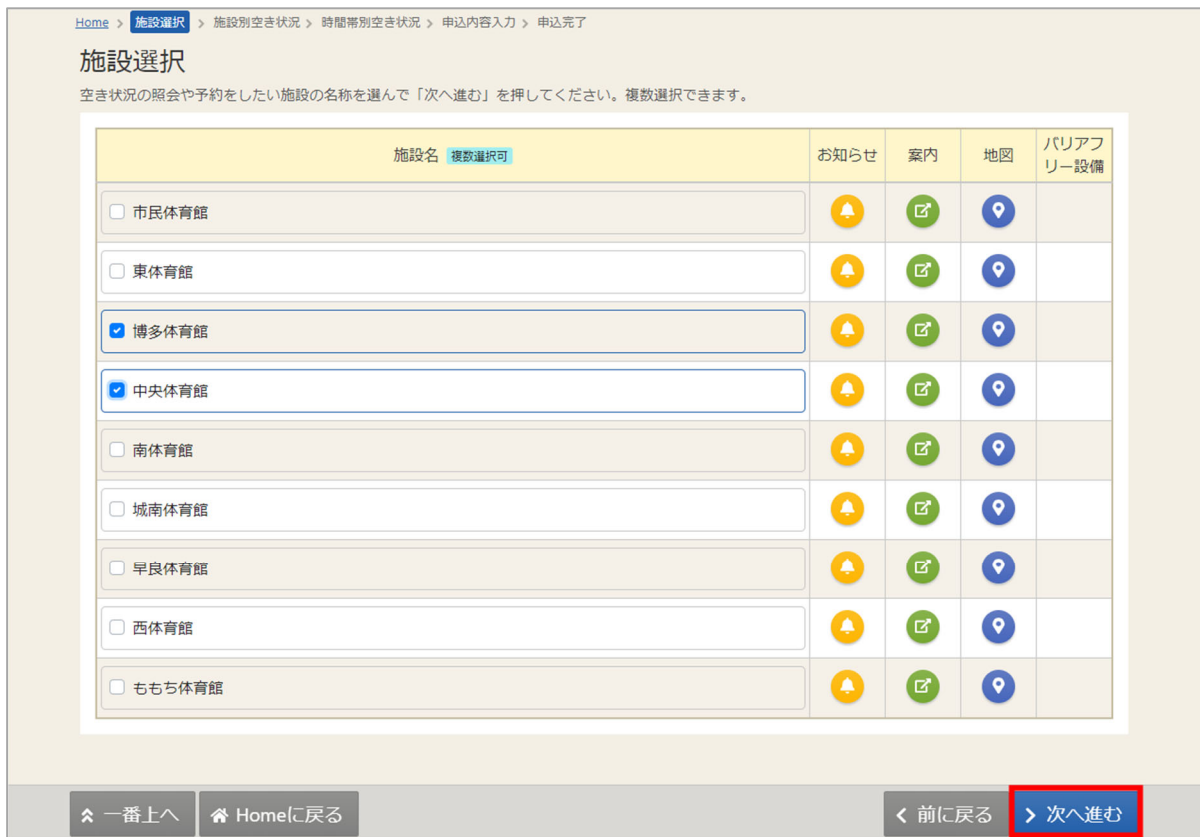 Home > 施設選択 > 施設別空き状況 > 時間帯別空き状況 > 申込内容入力 > 申込完了
施設選択
空き状況の照会や予約をしたい施設の名称を選んで「次へ進む」を押してください。複数選択できます。
施設名 複数選択可 お知らせ 案内 地図 バリアフ
リー設備
市民体育館
東体育館
博多体育館
中央体育館
南体育館
城南体育館
早良体育館
西体育館
ももち体育館
一番上へ Homeに戻る 前に戻る 次へ進む